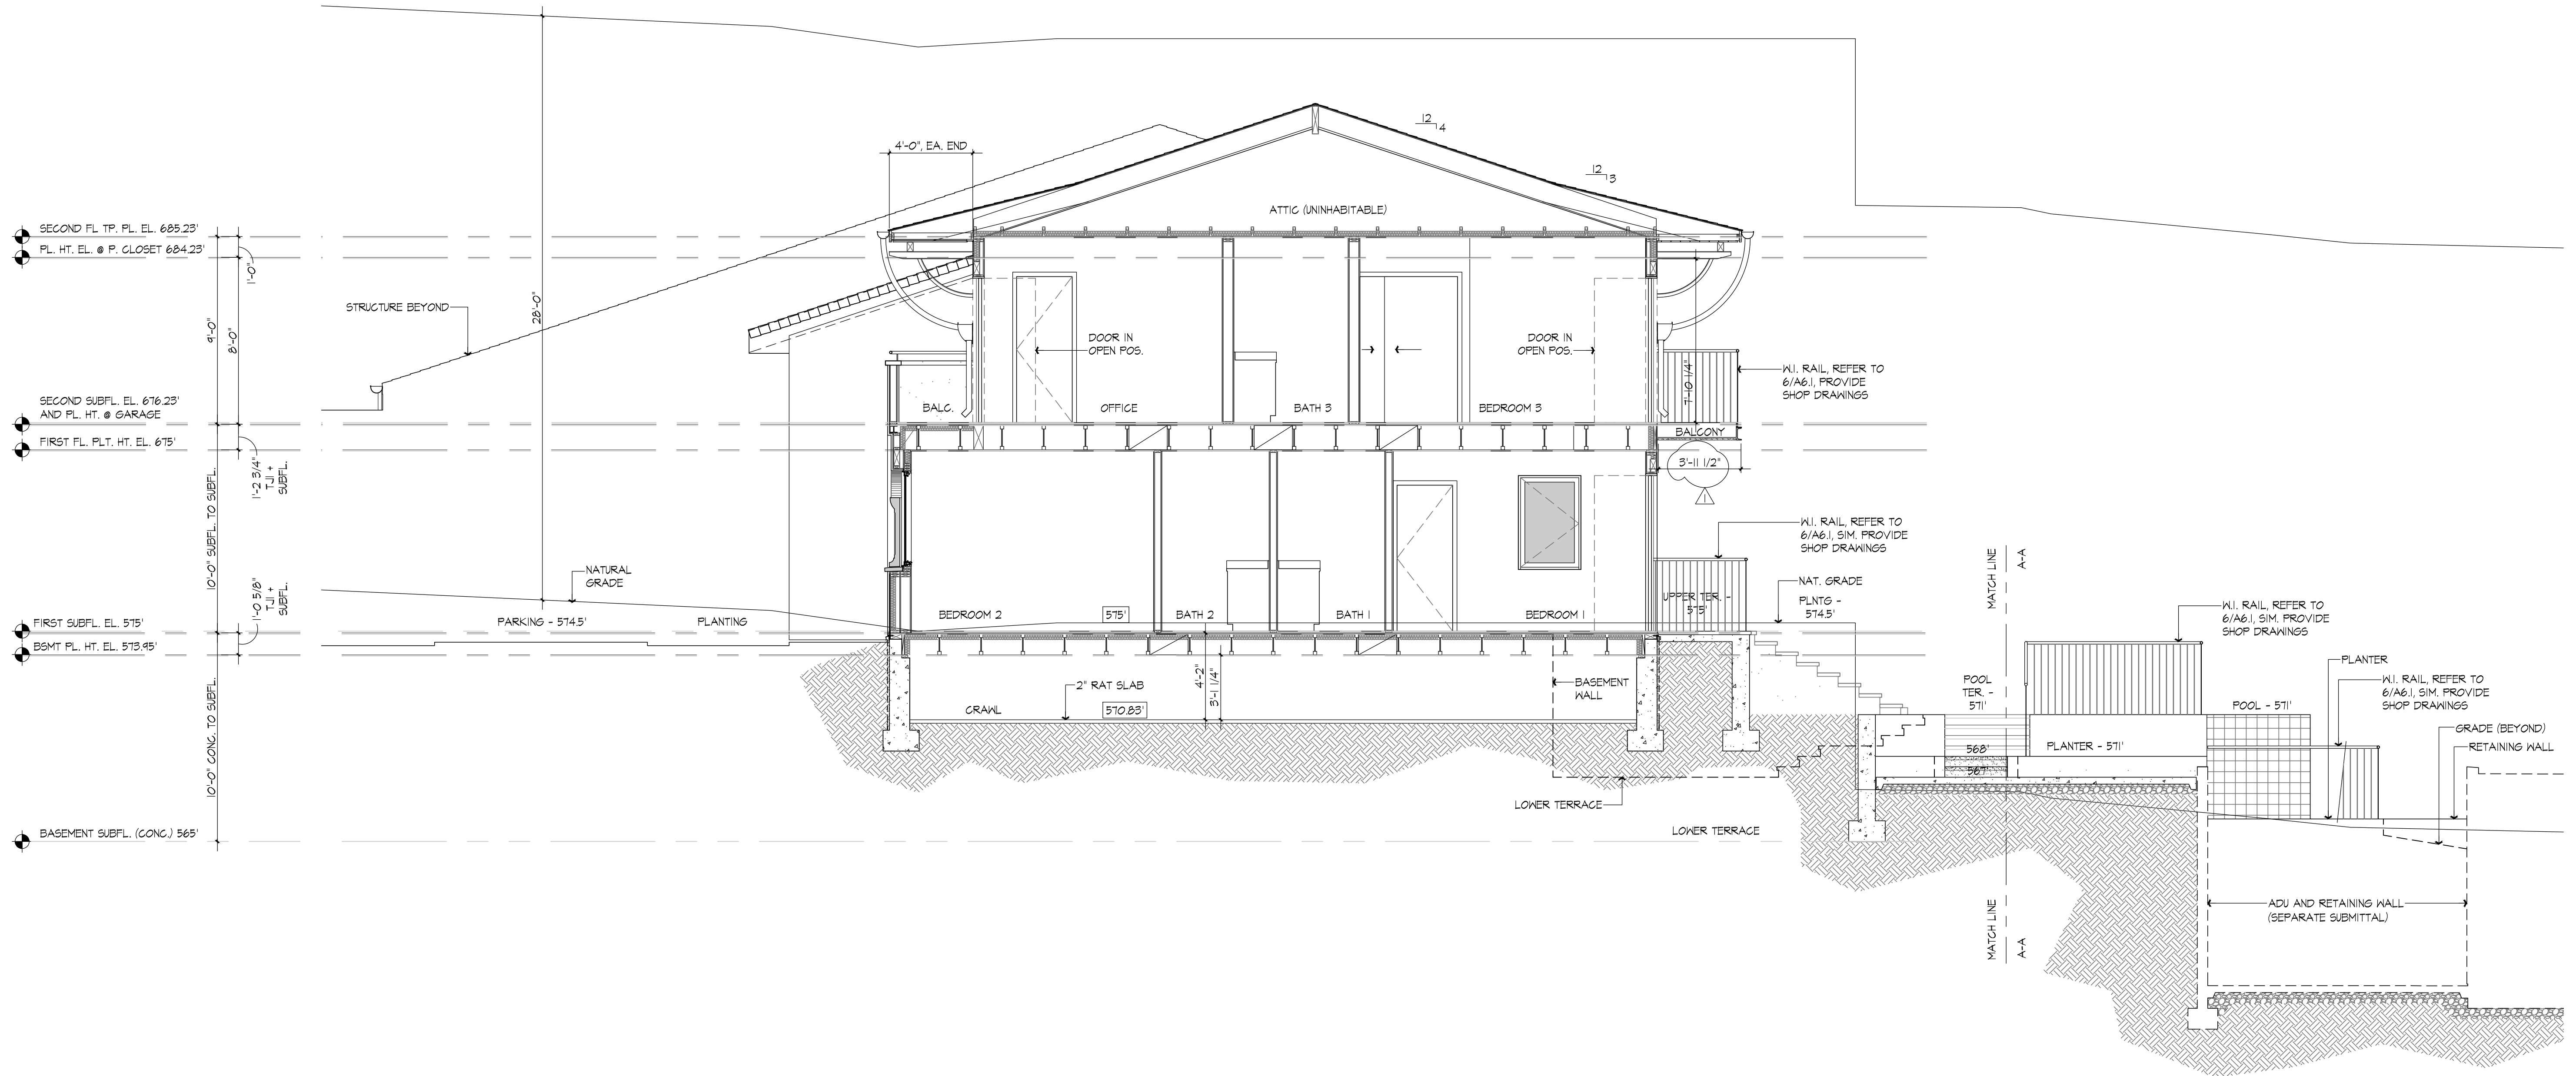 12
4
4'-0", EA. END
12
3
ATTIC (UNINHABITABLE)
SECOND FL TP. PL. EL. 685.23'
PL. HT. EL. @ P. CLOSET 684.23'
1'-0"
STRUCTURE BEYOND
28'-0"
9'-0"
8'-0"
DOOR IN
OPEN POS.
DOOR IN
OPEN POS.
W.I. RAIL, REFER TO
6/A6.1, PROVIDE
SHOP DRAWINGS
7'-10 1/4"
SECOND SUBFL. EL. 676.23'
AND PL. HT. @ GARAGE
BALC.
OFFICE
BATH 3
BEDROOM 3
BALCONY
FIRST FL. PLT. HT. EL. 675'
1'-2 3/4"
TJI +
SUBFL.
10'-0" SUBFL. TO SUBFL.
3'-11 1/2"
1
W.I. RAIL, REFER TO
6/A6.1, SIM. PROVIDE
SHOP DRAWINGS
MATCH LINE
A-A
NATURAL
GRADE
NAT. GRADE
1'-0 5/8"
TJI +
SUBFL.
UPPER TER. -
575'
PLNTG -
574.5'
W.I. RAIL, REFER TO
6/A6.1, SIM. PROVIDE
SHOP DRAWINGS
FIRST SUBFL. EL. 575'
PARKING - 574.5'
PLANTING
BEDROOM 2
575'
BATH 2
BATH 1
BEDROOM 1
BSMT PL. HT. EL. 573.95'
PLANTER
10'-0" CONC. TO SUBFL.
4'-2"
3'-1 1/4"
2" RAT SLAB
BASEMENT
WALL
POOL
TER. -
571'
W.I. RAIL, REFER TO
6/A6.1, SIM. PROVIDE
SHOP DRAWINGS
CRAWL
570.83'
POOL - 571'
GRADE (BEYOND)
568'
PLANTER - 571'
RETAINING WALL
567'
LOWER TERRACE
BASEMENT SUBFL. (CONC.) 565'
LOWER TERRACE
MATCH LINE
A-A
ADU AND RETAINING WALL
(SEPARATE SUBMITTAL)